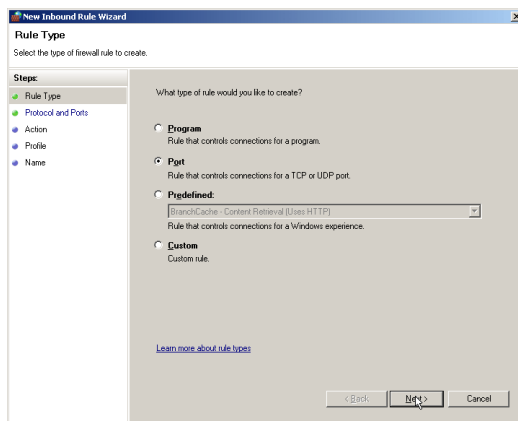 New Inbound Rule Wizard
Rule Type
Select the type of firewall rule to create.
Steps:
Rule Type
Protocol and Ports
Action
Profile
Name
What type of rule would you like to create?
Program
Rule that controls connections for a program.
Port
Rule that controls connections for a TCP or UDP port.
Predefined:
BranchCache - Content Retrieval (Uses HTTP)
Rule that controls connections for a Windows experience.
Custom
Custom rule.
Learn more about rule types
< Back
Next >
Cancel